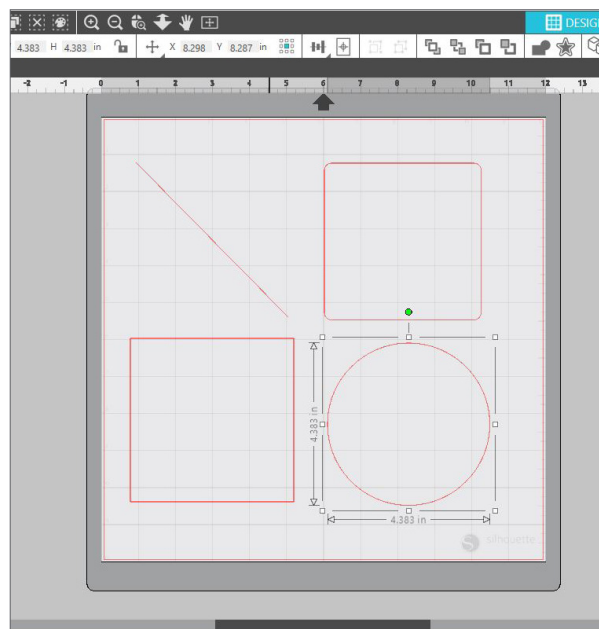 DESIGN
4.383 H 4.383 in X 8.298 Y 8.287 in
-2 -1 0 1 2 3 4 5 6 7 8 9 10 11 12 13
4.383 in
4.383 in
silhouette